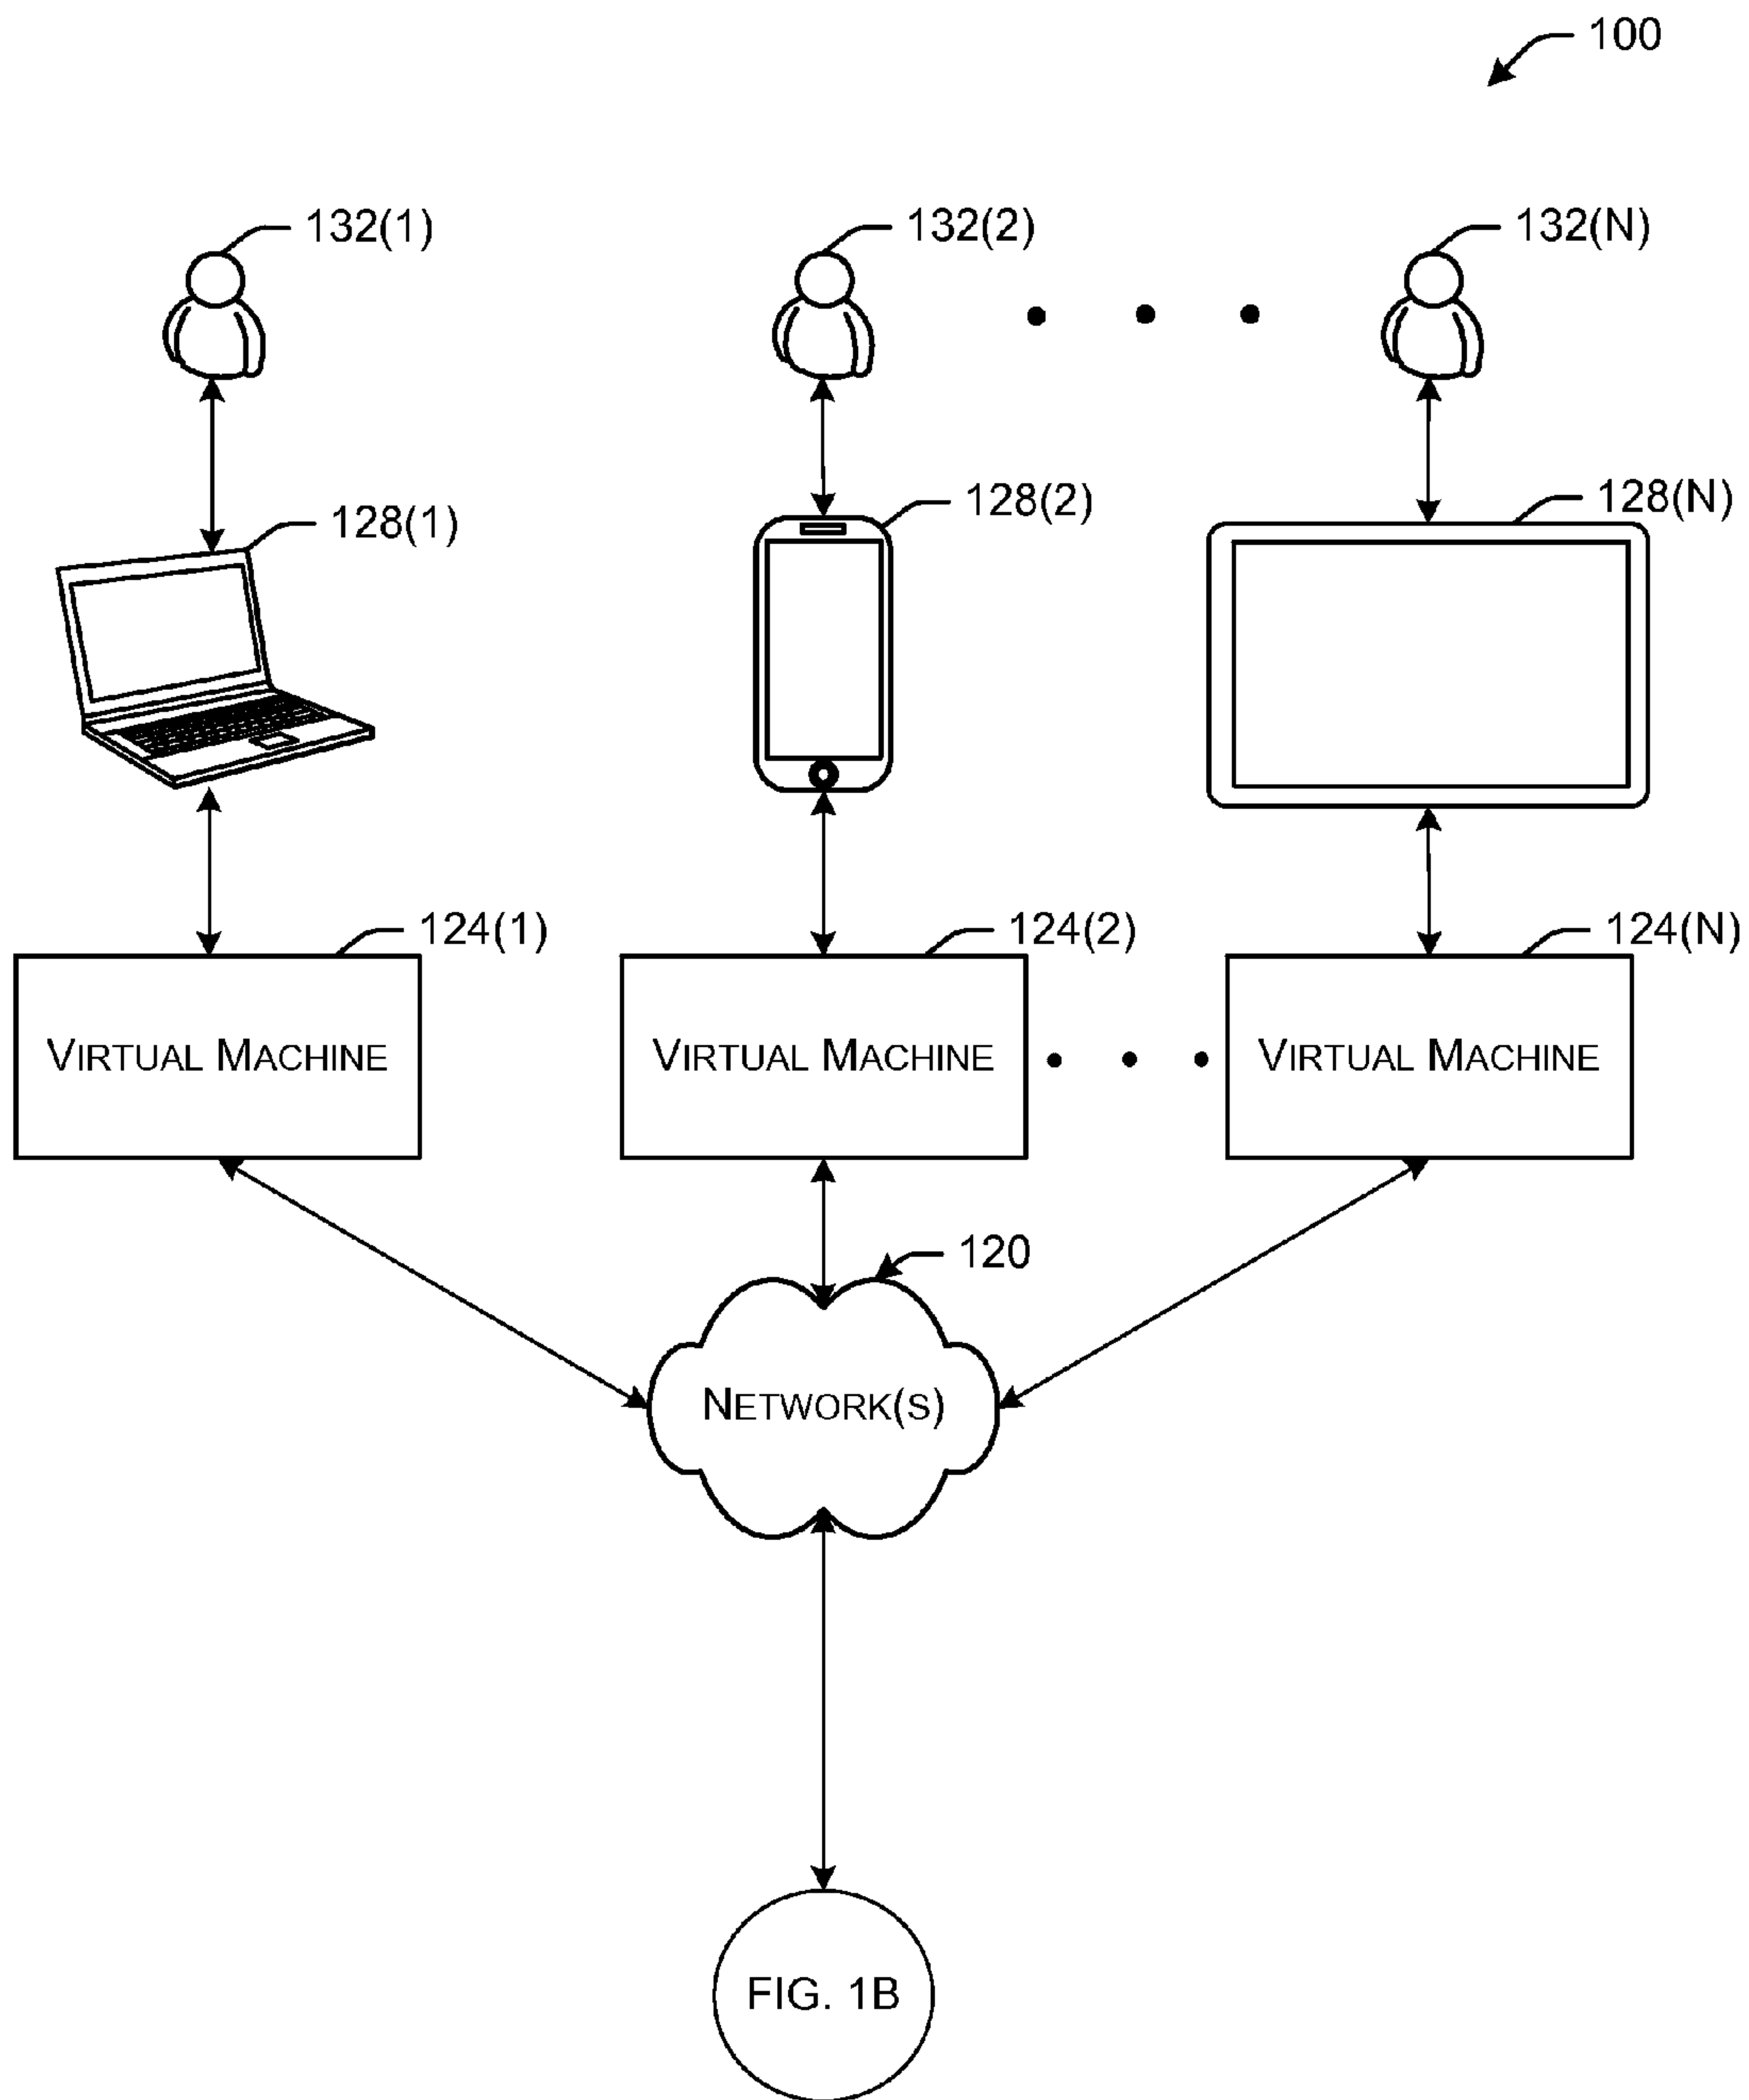 100
132(1)
132(2)
132(N)
128(1)
128(2)
128(N)
124(1)
124(2)
124(N)
VIRTUAL MACHINE
VIRTUAL MACHINE
VIRTUAL MACHINE
120
NETWORK(S)
FIG. 1B